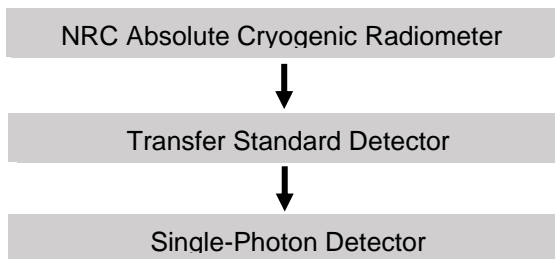 NRC Absolute Cryogenic Radiometer
Transfer Standard Detector
Single-Photon Detector